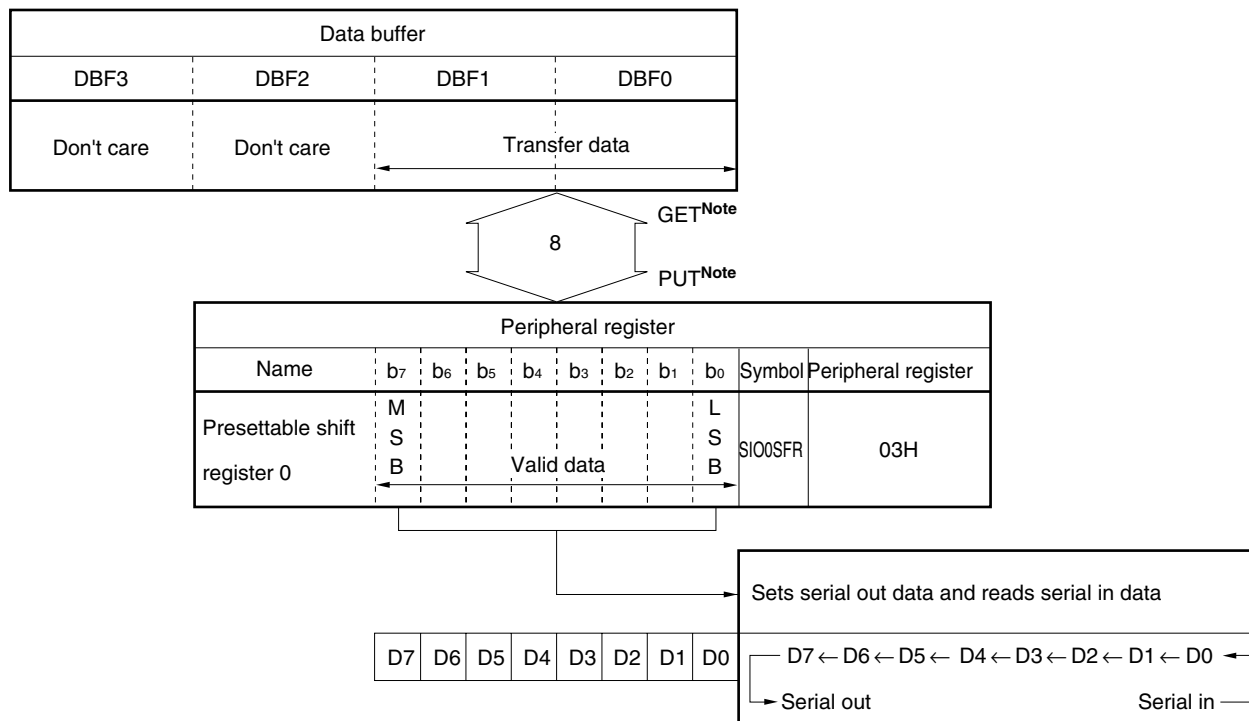 Data buffer
DBF3 DBF2 DBF1 DBF0
Don't care Don't care Transfer data
GETNote
8
PUTNote
Peripheral register
Name b7 b6 b5 b4 b3 b2 b1 b0 Symbol Peripheral register
Presettable shift
register 0
M
S
B
L
S
B
Valid data
SIO0SFR
03H
Sets serial out data and reads serial in data
D7 D6 D5 D4 D3 D2 D1 D0
D7 ← D6 ← D5 ← D4 ← D3 ← D2 ← D1 ← D0
Serial out Serial in